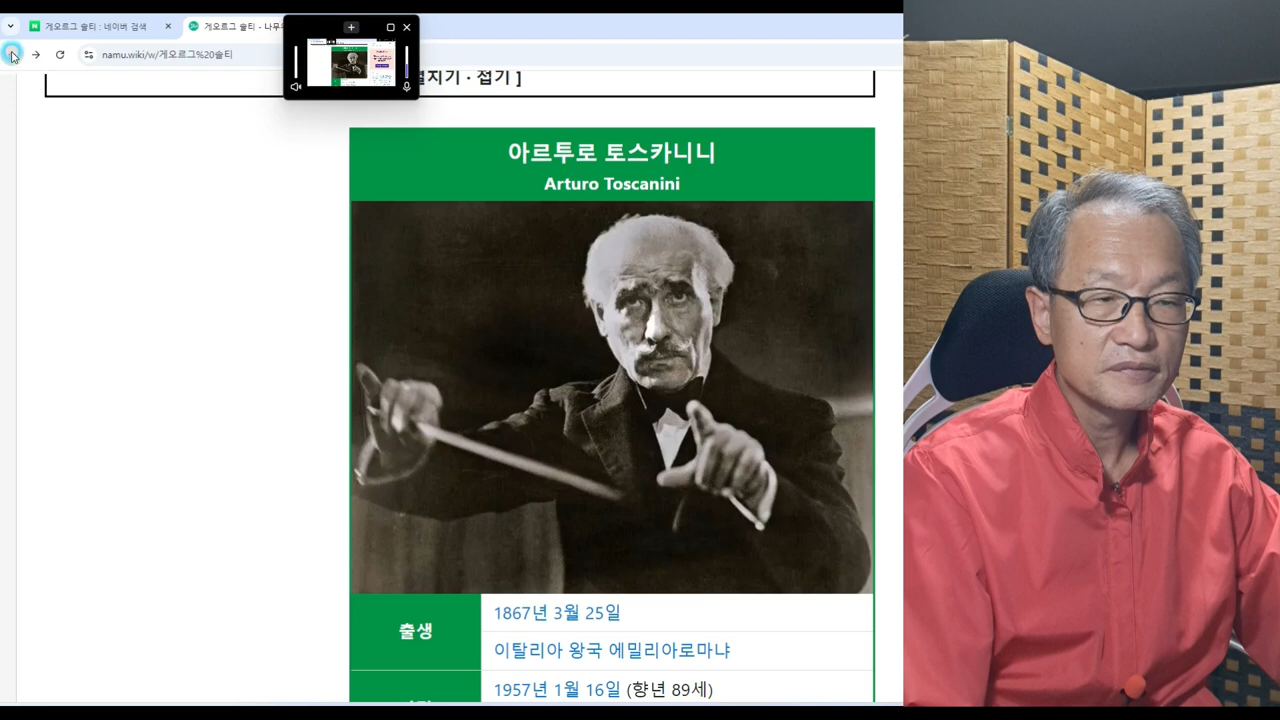 게오르그 솔티 : 네이버 검색
게오르그 솔티 - 나무
namu.wiki/w/게오르그%20솔티
펼치기 · 접기 ]
아르투로 토스카니니
Arturo Toscanini
출생
1867년 3월 25일
이탈리아 왕국 에밀리아로마냐
1957년 1월 16일 (향년 89세)